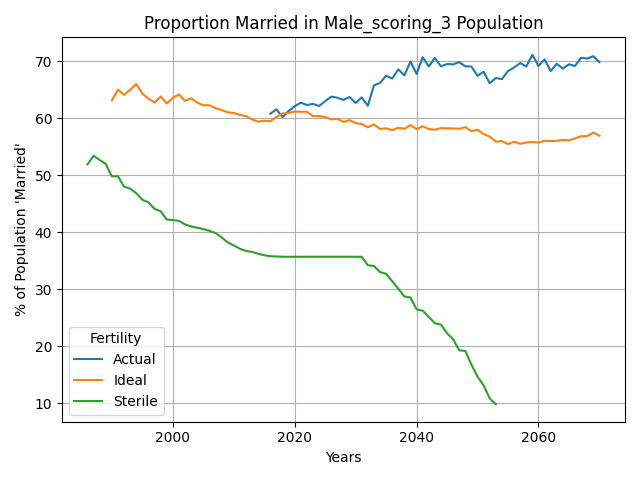 Proportion Married in Male_scoring_3 Population
% of Population 'Married'
70
60
50
40
30
20
10
Fertility
Actual
Ideal
Sterile
2000 2020 2040 2060
Years